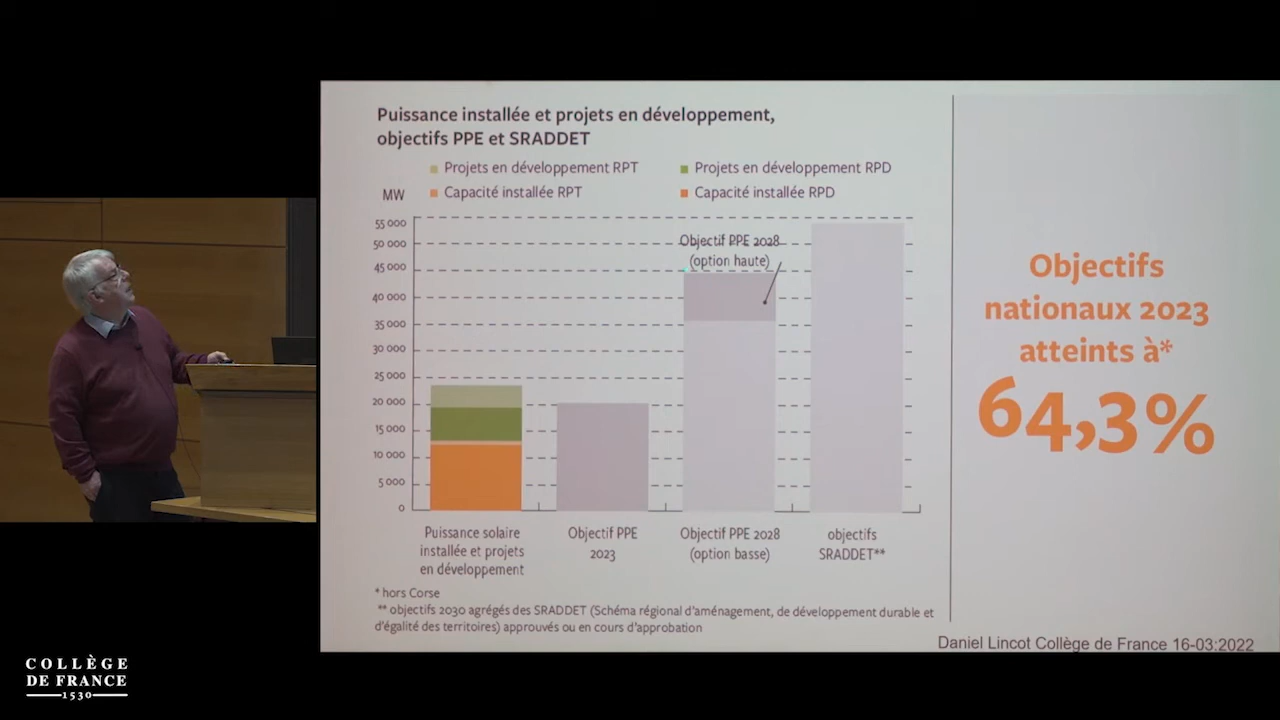 Puissance installée et projets en développement,
objectifs PPE et SRADDET
Projets en développement RPT
Projets en développement RPD
MW
Capacité installée RPT
Capacité installée RPD
55 000
50 000
45 000
40 000
35 000
30 000
25 000
20 000
15 000
10 000
5 000
0
Objectif PPE 2028
(option haute)
Puissance solaire
installée et projets
en développement
Objectif PPE
2023
Objectif PPE 2028
(option basse)
objectifs
SRADDET**
* hors Corse
** objectifs 2030 agrégés des SRADDET (Schéma régional d'aménagement, de développement durable et
d'égalité des territoires) approuvés ou en cours d'approbation
Objectifs
nationaux 2023
atteints à*
64,3%
Daniel Lincot Collège de France 16-03:2022
COLLÈGE
DE FRANCE
1530